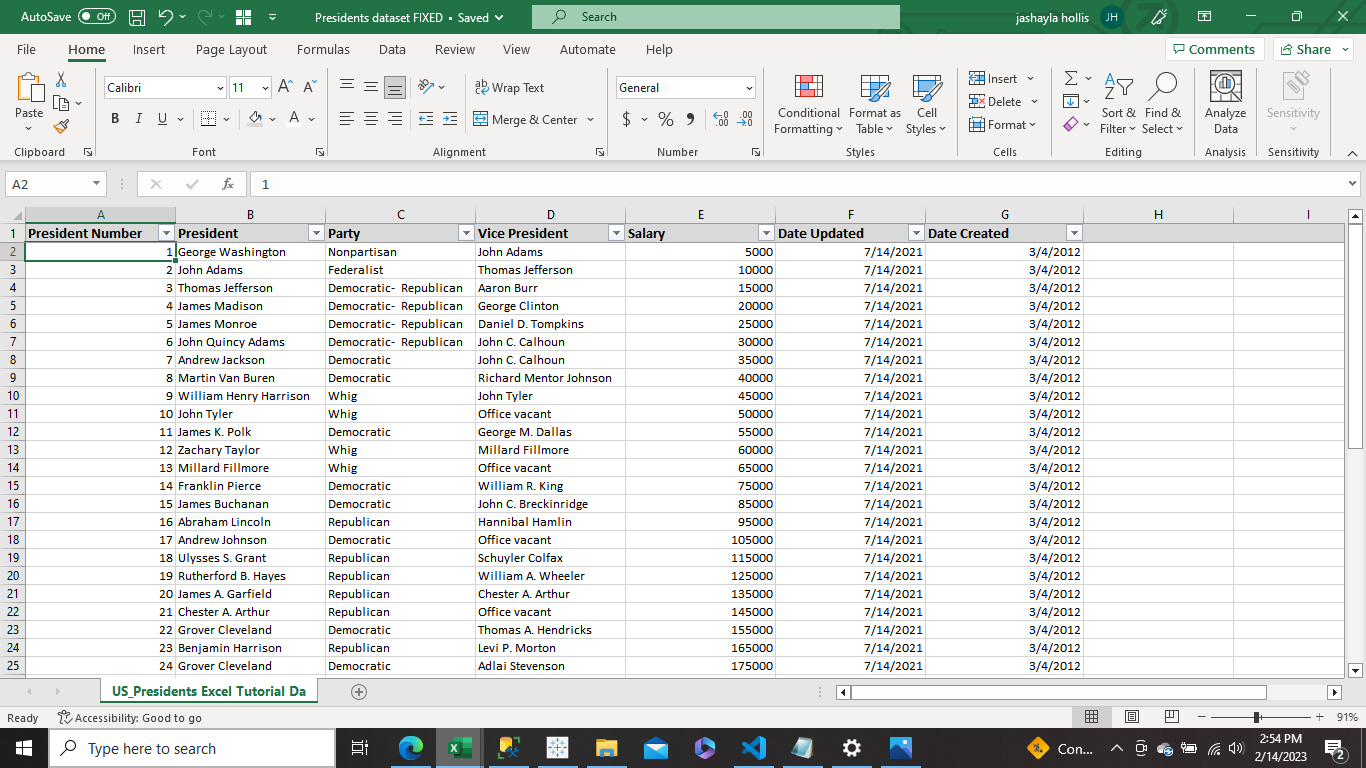 AutoSave Off Presidents dataset FIXED • Saved Search jashayla hollis JH
File Home Insert Page Layout Formulas Data Review View Automate Help Comments Share
Paste
Calibri 11
B I U A
Wrap Text
Merge & Center
General
$ % 9
Conditional Formatting
Format as Table
Cell Styles
Insert
Delete
Format
Sort & Filter
Find & Select
Analyze Data
Sensitivity
Clipboard Font Alignment Number Styles Cells Editing Analysis Sensitivity
A2 fx 1
A B C D E F G H I
1 President Number President Party Vice President Salary Date Updated Date Created
2 1 George Washington Nonpartisan John Adams 5000 7/14/2021 3/4/2012
3 2 John Adams Federalist Thomas Jefferson 10000 7/14/2021 3/4/2012
4 3 Thomas Jefferson Democratic-  Republican Aaron Burr 15000 7/14/2021 3/4/2012
5 4 James Madison Democratic-  Republican George Clinton 20000 7/14/2021 3/4/2012
6 5 James Monroe Democratic-  Republican Daniel D. Tompkins 25000 7/14/2021 3/4/2012
7 6 John Quincy Adams Democratic-  Republican John C. Calhoun 30000 7/14/2021 3/4/2012
8 7 Andrew Jackson Democratic John C. Calhoun 35000 7/14/2021 3/4/2012
9 8 Martin Van Buren Democratic Richard Mentor Johnson 40000 7/14/2021 3/4/2012
10 9 William Henry Harrison Whig John Tyler 45000 7/14/2021 3/4/2012
11 10 John Tyler Whig Office vacant 50000 7/14/2021 3/4/2012
12 11 James K. Polk Democratic George M. Dallas 55000 7/14/2021 3/4/2012
13 12 Zachary Taylor Whig Millard Fillmore 60000 7/14/2021 3/4/2012
14 13 Millard Fillmore Whig Office vacant 65000 7/14/2021 3/4/2012
15 14 Franklin Pierce Democratic William R. King 75000 7/14/2021 3/4/2012
16 15 James Buchanan Democratic John C. Breckinridge 85000 7/14/2021 3/4/2012
17 16 Abraham Lincoln Republican Hannibal Hamlin 95000 7/14/2021 3/4/2012
18 17 Andrew Johnson Democratic Office vacant 105000 7/14/2021 3/4/2012
19 18 Ulysses S. Grant Republican Schuyler Colfax 115000 7/14/2021 3/4/2012
20 19 Rutherford B. Hayes Republican William A. Wheeler 125000 7/14/2021 3/4/2012
21 20 James A. Garfield Republican Chester A. Arthur 135000 7/14/2021 3/4/2012
22 21 Chester A. Arthur Republican Office vacant 145000 7/14/2021 3/4/2012
23 22 Grover Cleveland Democratic Thomas A. Hendricks 155000 7/14/2021 3/4/2012
24 23 Benjamin Harrison Republican Levi P. Morton 165000 7/14/2021 3/4/2012
25 24 Grover Cleveland Democratic Adlai Stevenson 175000 7/14/2021 3/4/2012
US_Presidents Excel Tutorial Da
Ready Accessibility: Good to go 91%
Type here to search Con... 2:54 PM
2/14/2023 2